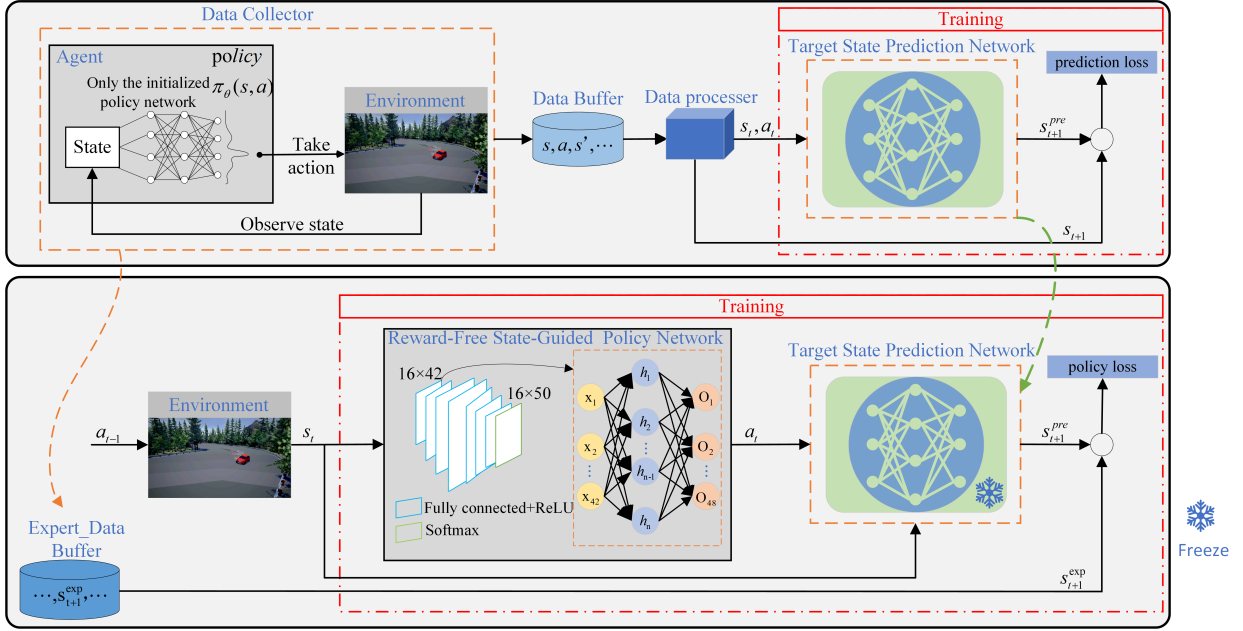 Data Collector
Training
Agent
policy
Only the initialized
policy network
π_θ(s,a)
State
Take
action
Environment
Observe state
Data Buffer
s,a,s',⋯
Data processer
s_t,a_t
Target State Prediction Network
prediction loss
s_{t+1}^{pre}
s_{t+1}
Training
Reward-Free State-Guided Policy Network
16×42
16×50
Fully connected+ReLU
Softmax
x_1
x_2
x_{42}
h_1
h_2
h_{n-1}
h_n
O_1
O_2
O_{48}
a_{t-1}
Environment
s_t
a_t
Target State Prediction Network
policy loss
s_{t+1}^{pre}
s_{t+1}^{exp}
Expert_Data
Buffer
⋯,s_{t+1}^{exp},⋯
Freeze